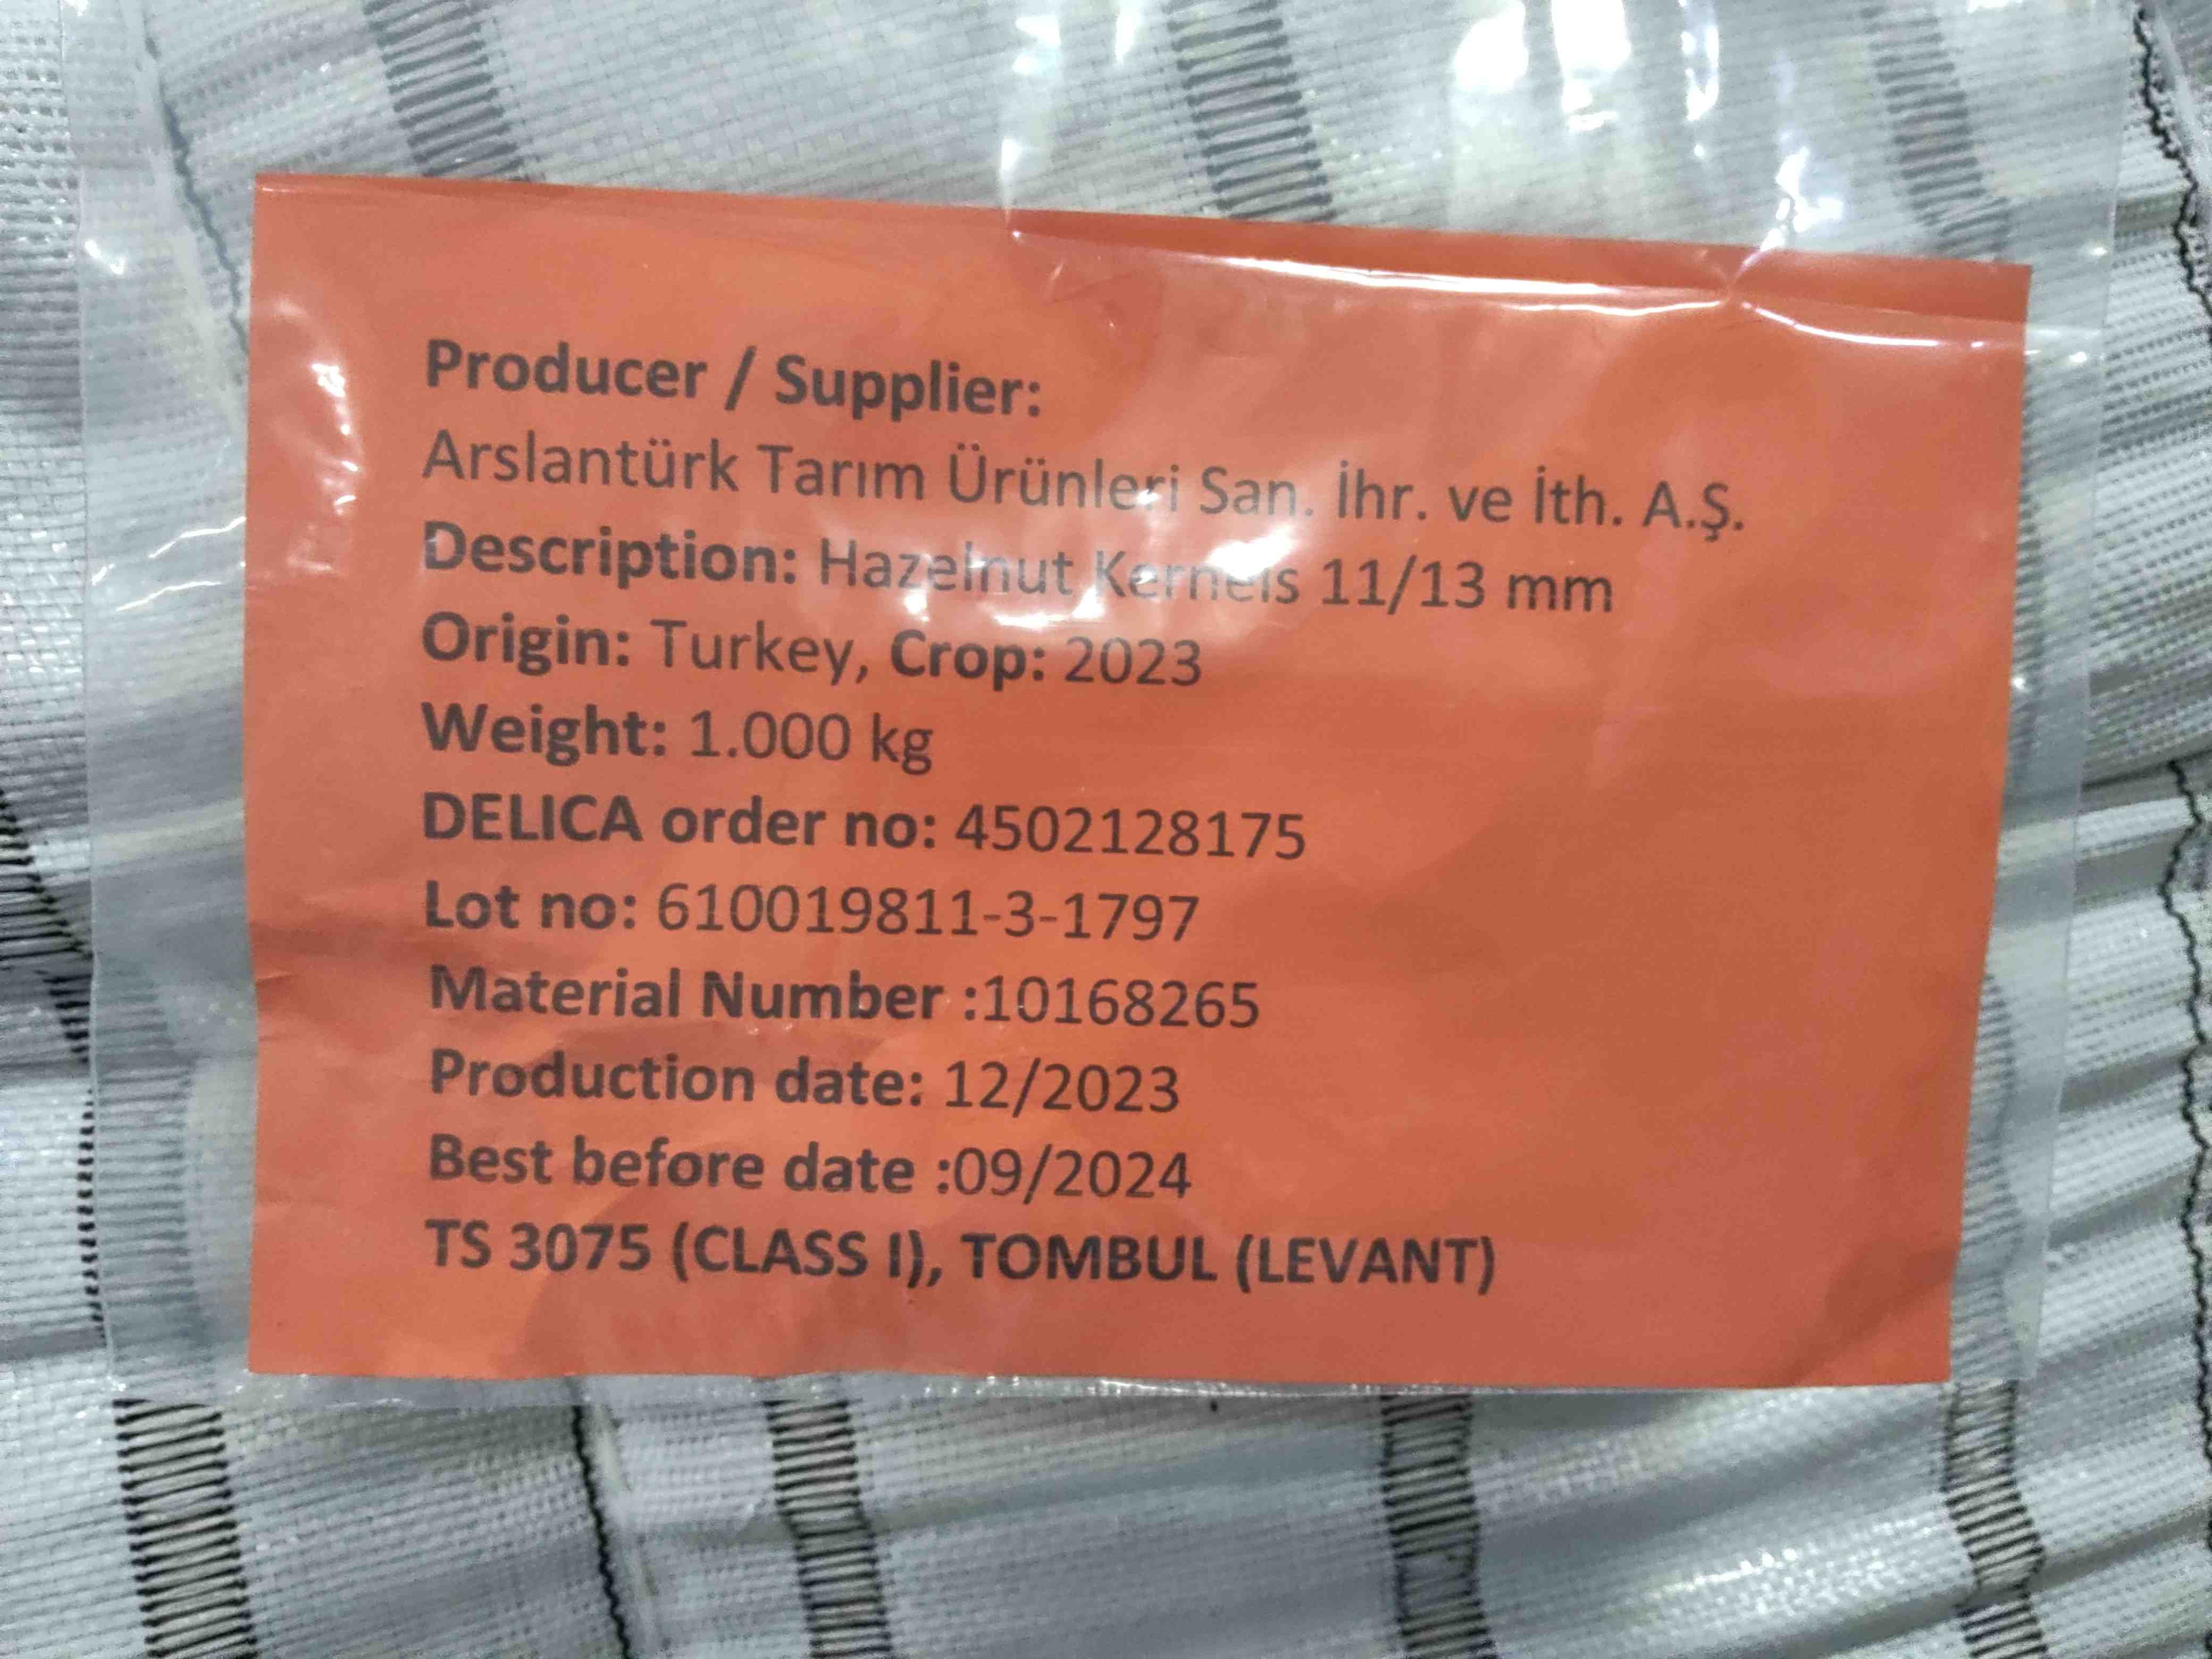 Producer / Supplier:
Arslantürk Tarım Ürünleri San. İhr. ve İth. A.Ş.
Description: Hazelnut Kernels 11/13 mm
Origin: Turkey, Crop: 2023
Weight: 1.000 kg
DELICA order no: 4502128175
Lot no: 610019811-3-1797
Material Number :10168265
Production date: 12/2023
Best before date :09/2024
TS 3075 (CLASS I), TOMBUL (LEVANT)